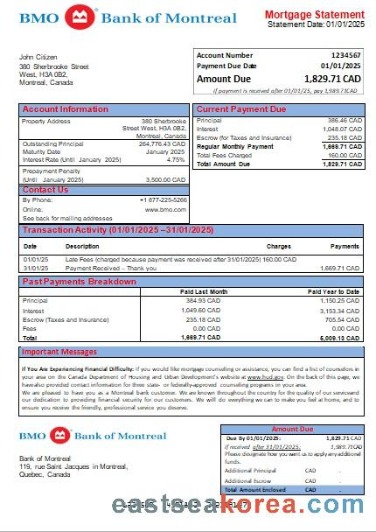 BMO Bank of Montreal
Mortgage Statement
Statement Date: 01/01/2025
John Citizen
380 Sherbrooke Street
West, H3A 0B2,
Montreal, Canada
Account Number 1234567
Payment Due Date 01/01/2025
Amount Due 1,829.71 CAD
if payment is received after 01/01/25, pay 1,989.71CAD
Account Information
Property Address 380 Sherbrooke
Street West, H3A 0B2,
Montreal, CANADA
Outstanding Principal 264,776.43 CAD
Maturity Date January 2025
Interest Rate (Until January 2025) 4.75%
Prepayment Penalty
(Until January 2025) 3,500.00 CAD
Contact Us
By Phone: +1 877-225-5266
Online: www.bmo.com
See back for mailing addresses
Current Payment Due
Principal 386.46 CAD
Interest 1,048.07 CAD
Escrow (for Taxes and Insurance) 235.18 CAD
Regular Monthly Payment 1,669.71 CAD
Total Fees Charged 160.00 CAD
Total Amount Due 1,829.71 CAD
Transaction Activity (01/01/2025 –31/01/2025)
Date Description Charges Payments
01/01/25 Late Fees (charged because payment was received after 01/01/25) 160.00 CAD
31/01/25 Payment Received – Thank you 1,669.71 CAD
Past Payments Breakdown
Paid Last Month Paid Year to Date
Principal 384.93 CAD 1,150.25 CAD
Interest 1,049.60 CAD 3,153.34 CAD
Escrow (Taxes and Insurance) 235.18 CAD 705.54 CAD
Fees 0.00 CAD 0.00 CAD
Total 1,669.71 CAD 5,009.13 CAD
Important Messages
If You Are Experiencing Financial Difficulty: If you would like mortgage counseling or assistance, you can find a list of counselors in
your area on the Canada Department of Housing and Urban Development's website at www.hud.gov. On the back of this page, we
have also provided contact information for three state- or federally-approved counseling programs in your area.
We are pleased to have you as a Montreal bank customer. We are known throughout the country for the quality of our service and
our dedication to providing financial security for our customers. We will do everything we can to make you feel at home, and to
ensure you receive the friendly, professional service you deserve.
BMO Bank of Montreal
Bank of Montreal
119, rue Saint Jacques in Montreal,
Quebec, Canada
Amount Due
Due By 01/01/2025: 1,829.71 CAD
if received after 01/01/25: 1,989.71CAD
Please designate how you want us to apply any additional
funds.
Additional Principal CAD
Additional Escrow CAD
Total Amount Enclosed CAD
eastseakorea.com